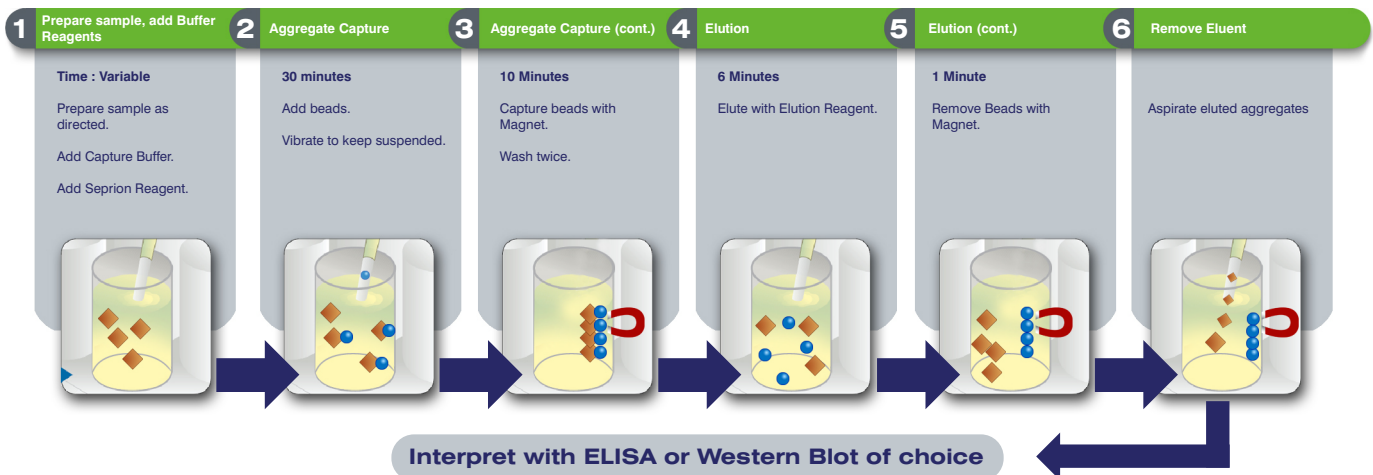 1 Prepare sample, add Buffer
Reagents
Time : Variable
Prepare sample as
directed.
Add Capture Buffer.
Add Seprion Reagent.
2 Aggregate Capture
30 minutes
Add beads.
Vibrate to keep suspended.
3 Aggregate Capture (cont.)
10 Minutes
Capture beads with
Magnet.
Wash twice.
4 Elution
6 Minutes
Elute with Elution Reagent.
5 Elution (cont.)
1 Minute
Remove Beads with
Magnet.
6 Remove Eluent
Aspirate eluted aggregates
Interpret with ELISA or Western Blot of choice